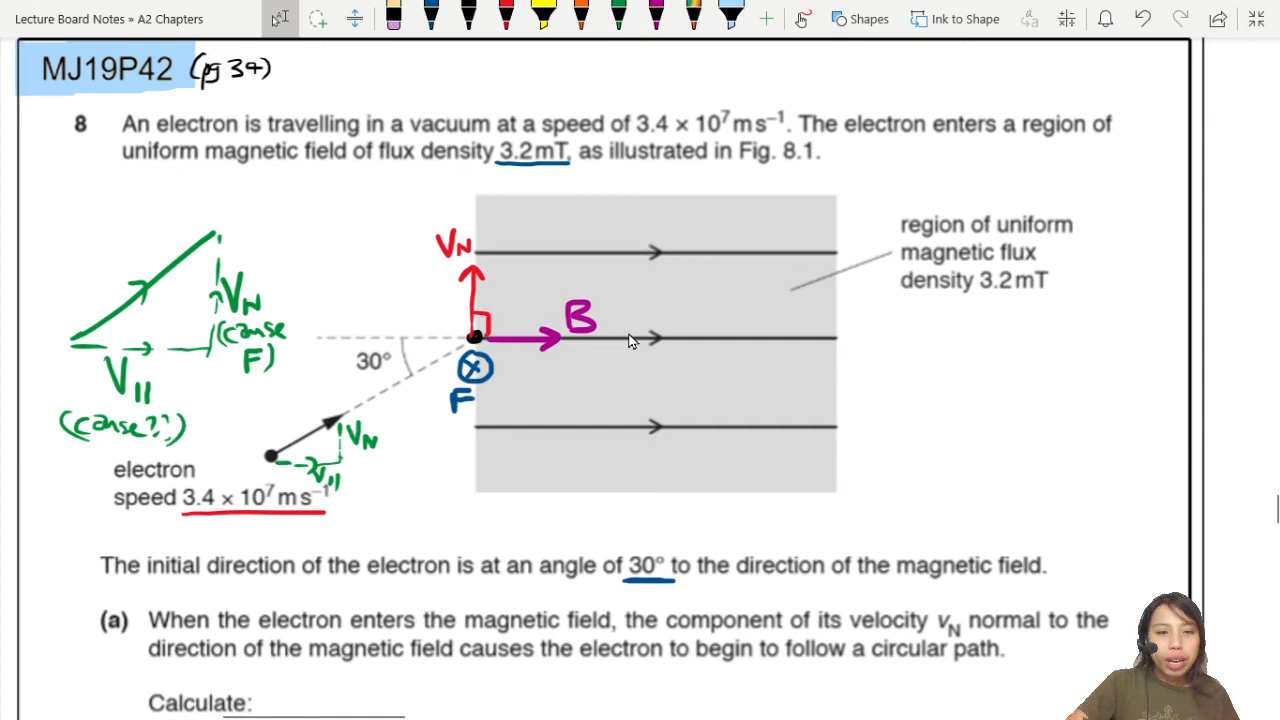 Lecture Board Notes » A2 Chapters
Shapes
Ink to Shape
MJ19P42 (pg 34)
8 An electron is travelling in a vacuum at a speed of 3.4 × 10⁷ m s⁻¹. The electron enters a region of
uniform magnetic field of flux density 3.2 mT, as illustrated in Fig. 8.1.
V_N
region of uniform
magnetic flux
density 3.2 mT
V_N
(cause
F)
B
30°
V||
(cause??)
F
V_N
V||
electron
speed 3.4 × 10⁷ m s⁻¹
The initial direction of the electron is at an angle of 30° to the direction of the magnetic field.
(a) When the electron enters the magnetic field, the component of its velocity v_N normal to the
direction of the magnetic field causes the electron to begin to follow a circular path.
Calculate: